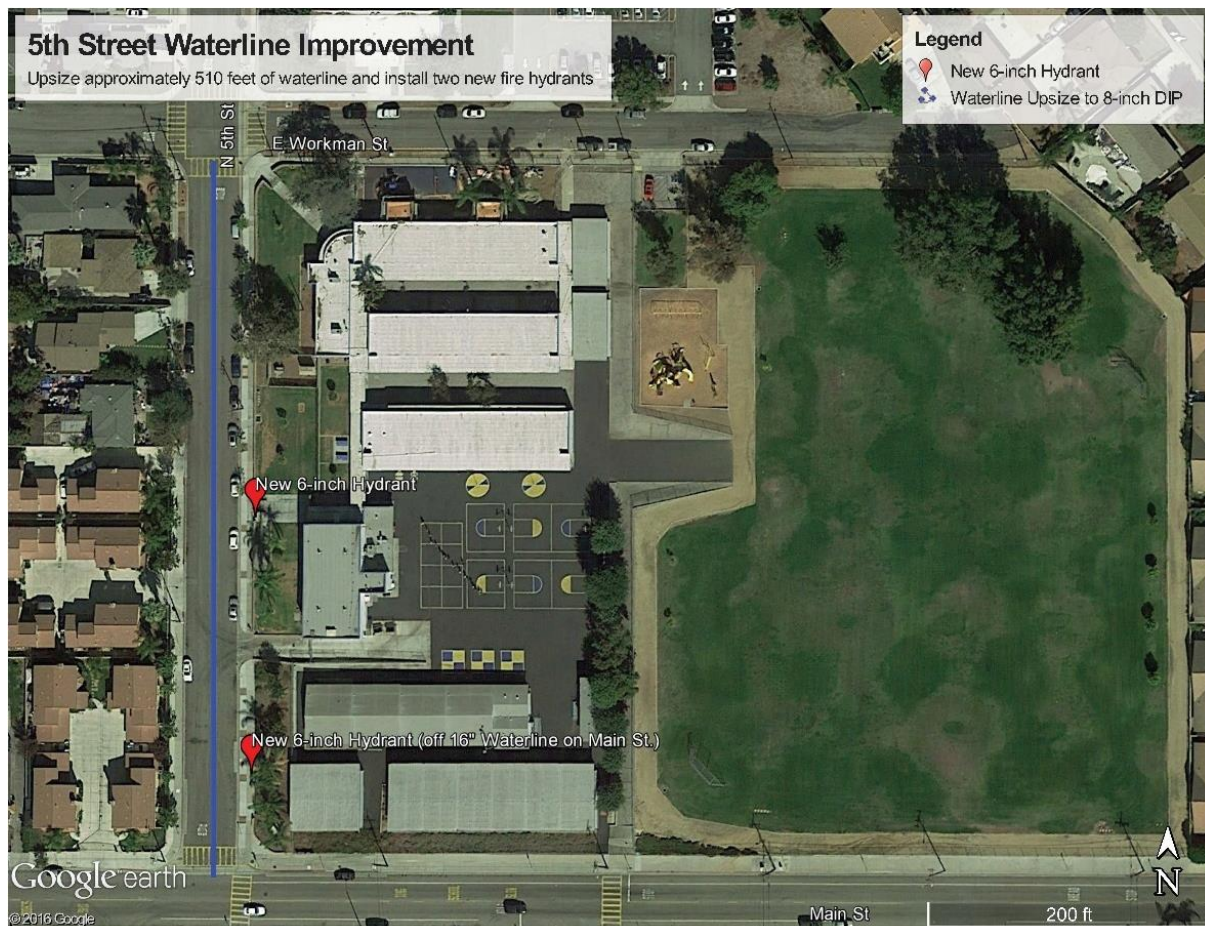 5th Street Waterline Improvement
Upsize approximately 510 feet of waterline and install two new fire hydrants
Legend
New 6-inch Hydrant
Waterline Upsize to 8-inch DIP
N 5th St
E Workman St
New 6-inch Hydrant
New 6-inch Hydrant (off 16" Waterline on Main St.)
Google earth
© 2016 Google
Main St
N
200 ft